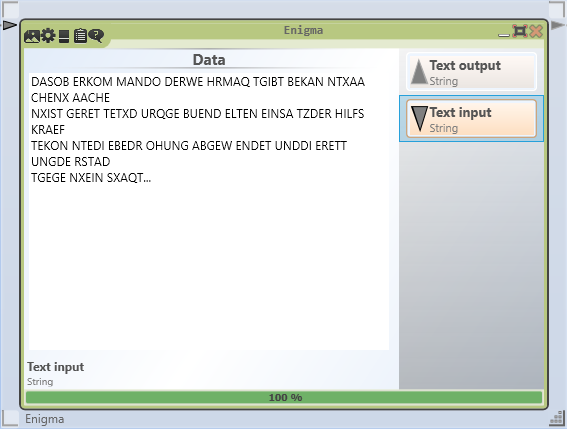 Enigma
Data
DASOB ERKOM MANDO DERWE HRMAQ TGIBT BEKAN NTXAA
CHENX AACHE
NXIST GERET TETXD URQGE BUEND ELTEN EINSA TZDER HILFS
KRAEF
TEKON NTEDI EBEDR OHUNG ABGEW ENDET UNDDI ERETT
UNGDE RSTAD
TGEGE NXEIN SXAQT...
Text output
String
Text input
String
Text input
String
100 %
Enigma